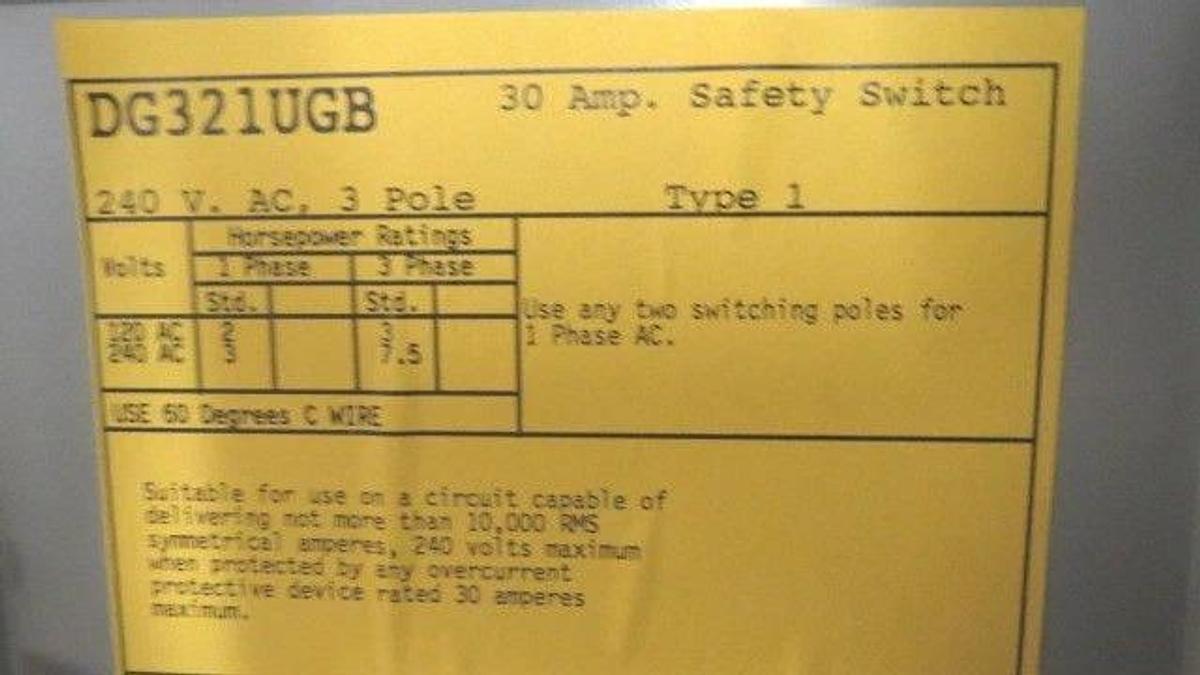 DG321UGB 30 Amp. Safety Switch
240 V. AC, 3 Pole Type 1
Horsepower Ratings
Volts 1 Phase 3 Phase
Std. Std.
120 AC 2 3
240 AC 3 7.5
Use any two switching poles for
1 Phase AC.
USE 60 Degrees C WIRE
Suitable for use on a circuit capable of
delivering not more than 10,000 RMS
symmetrical amperes, 240 volts maximum
when protected by any overcurrent
protective device rated 30 amperes
maximum.